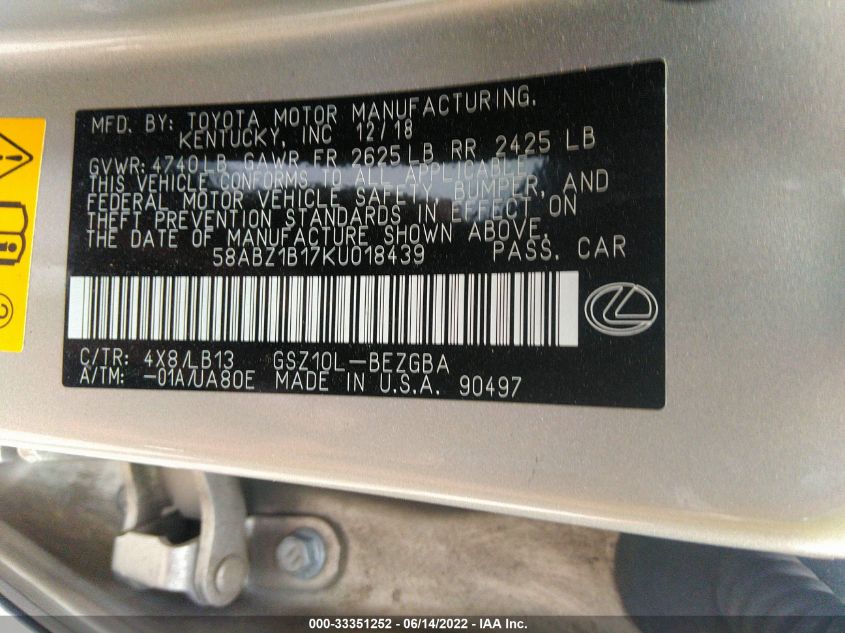 MFD. BY: TOYOTA MOTOR MANUFACTURING,
KENTUCKY, INC 12/18
GVWR: 4740LB GAWR FR 2625LB RR 2425 LB
THIS VEHICLE CONFORMS TO ALL APPLICABLE
FEDERAL MOTOR VEHICLE SAFETY, BUMPER, AND
THEFT PREVENTION STANDARDS IN EFFECT ON
THE DATE OF MANUFACTURE SHOWN ABOVE.
58ABZ1B17KU018439 PASS. CAR
C/TR: 4X8/LB13 GSZ10L-BEZGBA
A/TM: -01A/UA80E MADE IN U.S.A. 90497
000-33351252 - 06/14/2022 - IAA Inc.